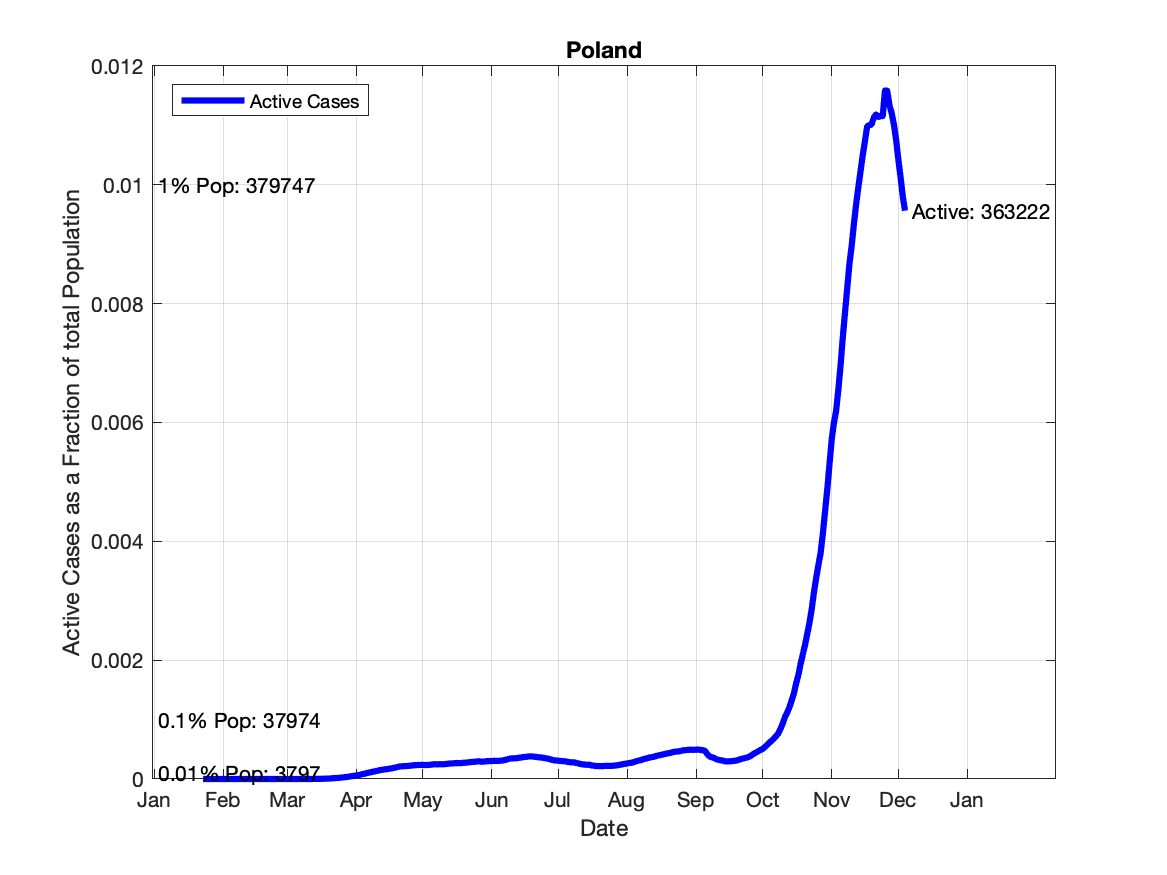 Poland
Active Cases
Active Cases as a Fraction of total Population
0.012
0.01
0.008
0.006
0.004
0.002
0
1% Pop: 379747
Active: 363222
0.1% Pop: 37974
0.01% Pop: 3797
Jan Feb Mar Apr May Jun Jul Aug Sep Oct Nov Dec Jan
Date